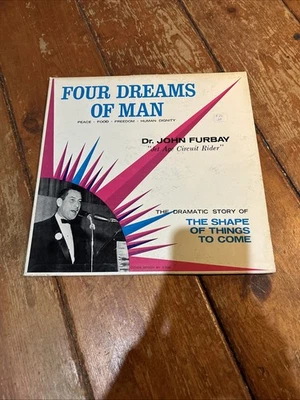 FOUR DREAMS
OF MAN
PEACE · FOOD · FREEDOM · HUMAN DIGNITY
Dr. JOHN FURBAY
"Jet Age Circuit Rider"
THE DRAMATIC STORY OF
THE SHAPE
OF THINGS
TO COME